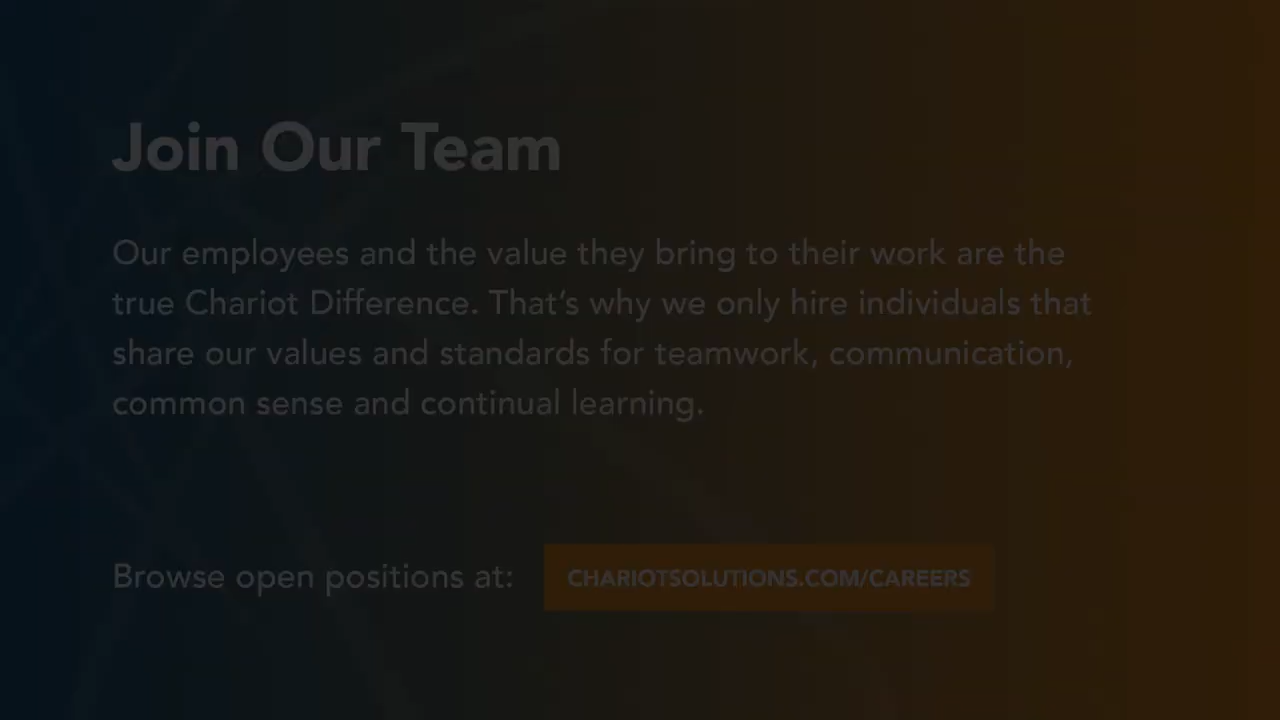 Join Our Team
Our employees and the value they bring to their work are the
true Chariot Difference. That’s why we only hire individuals that
share our values and standards for teamwork, communication,
common sense and continual learning.
Browse open positions at: CHARIOTSOLUTIONS.COM/CAREERS